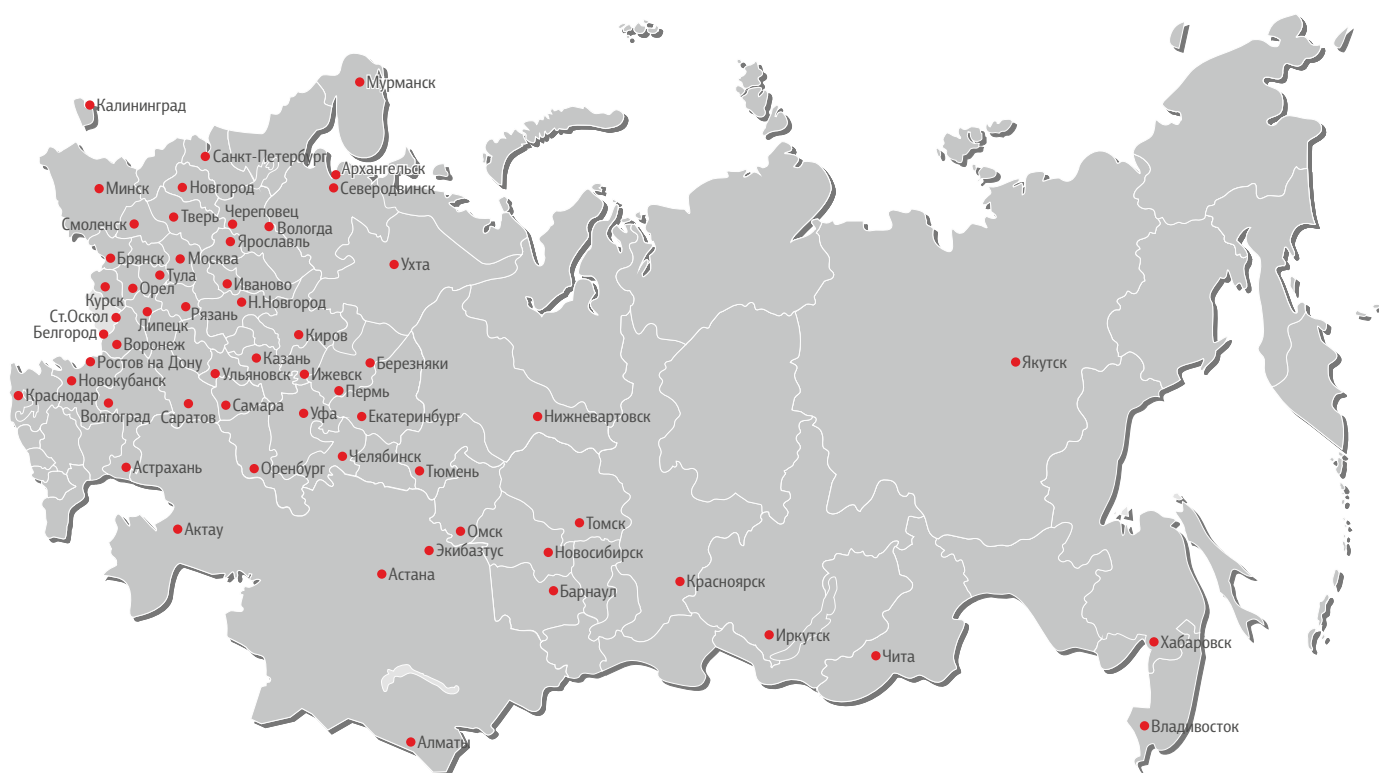 Мурманск
Калининград
Санкт-Петербург
Архангельск
Северодвинск
Минск
Новгород
Тверь
Череповец
Смоленск
Вологда
Ярославль
Брянск
Москва
Ухта
Тула
Иваново
Курск
Орел
Н.Новгород
Рязань
Ст.Оскол
Липецк
Белгород
Воронеж
Киров
Казань
Ростов на Дону
Березняки
Якутск
Новокубанск
Ульяновск
Ижевск
Краснодар
Пермь
Волгоград
Саратов
Самара
Уфа
Екатеринбург
Нижневартовск
Астрахань
Оренбург
Челябинск
Тюмень
Актау
Омск
Томск
Экибазтус
Новосибирск
Астана
Барнаул
Красноярск
Иркутск
Чита
Хабаровск
Владивосток
Алматы